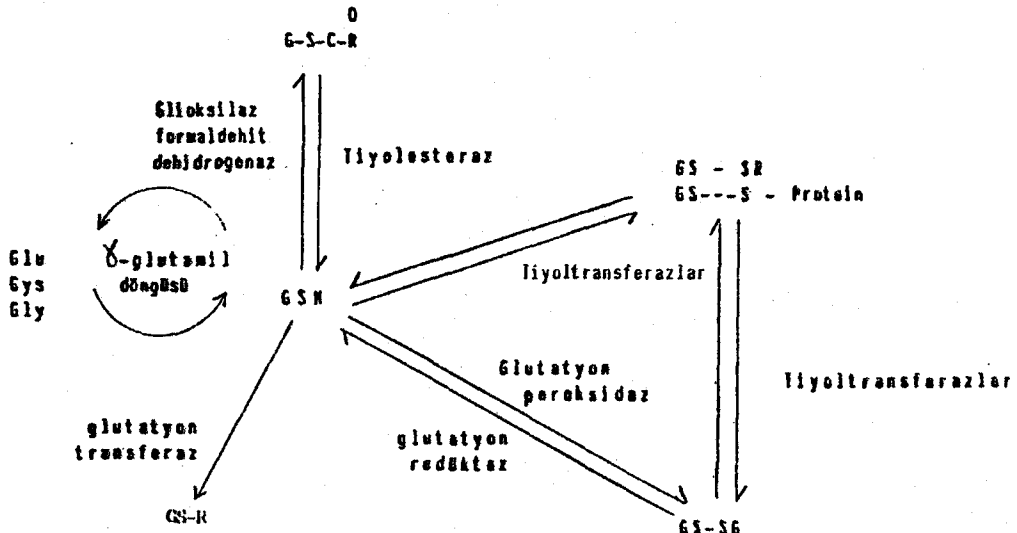 O
G-S-C-R
Glioksilaz
formaldehit
dehidrogenaz
Tiyolesteraz
GS - SR
GS---S - Protein
Glu
Gys
Gly
γ-glutamil
döngüsü
GSH
Tiyoltransferazlar
Glutatyon
peroksidaz
Tiyoltransferazlar
glutatyon
redüktaz
glutatyon
transferaz
GS-R
GS-SG